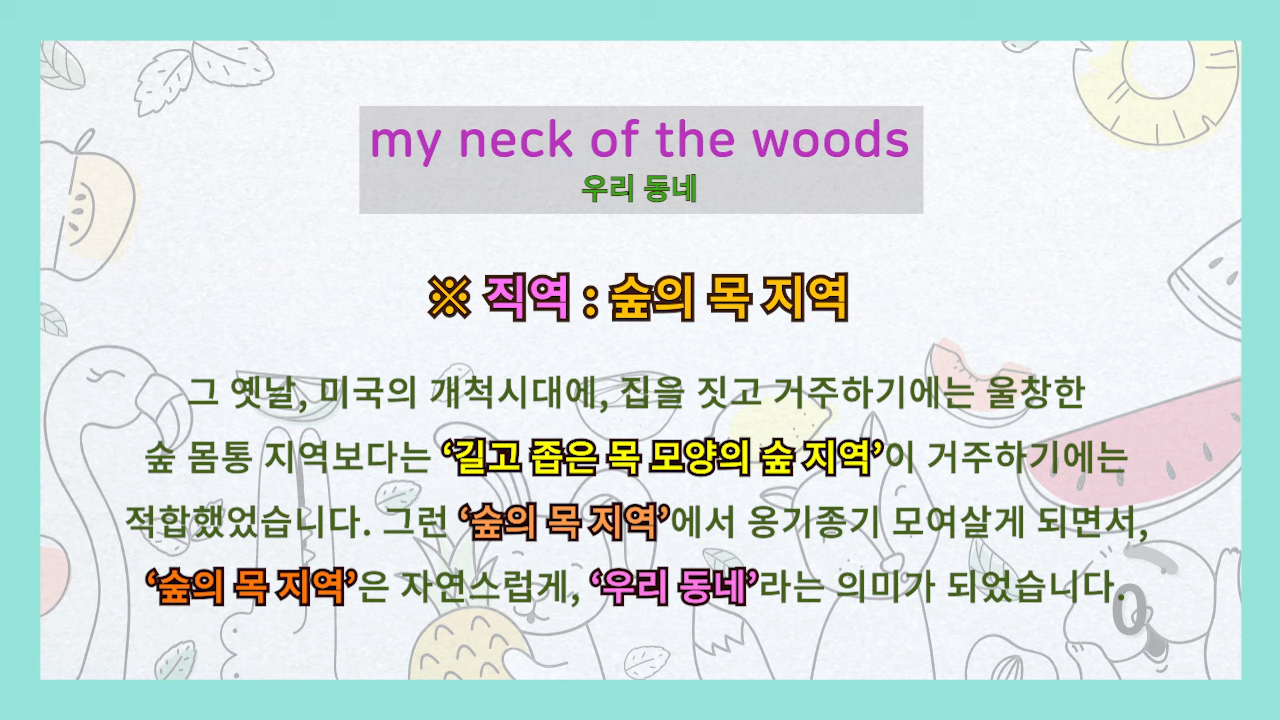 my neck of the woods
우리 동네
※ 직역 : 숲의 목 지역
그 옛날, 미국의 개척시대에, 집을 짓고 거주하기에는 울창한
숲 몸통 지역보다는 ‘길고 좁은 목 모양의 숲 지역’이 거주하기에는
적합했었습니다. 그런 ‘숲의 목 지역’에서 옹기종기 모여살게 되면서,
‘숲의 목 지역’은 자연스럽게, ‘우리 동네’라는 의미가 되었습니다.
0